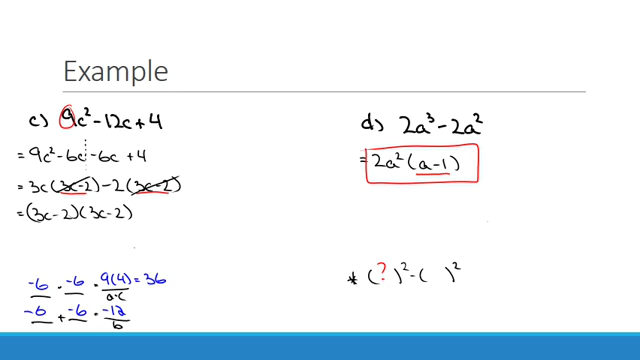 Example
c) 9c² - 12c + 4
= 9c² - 6c - 6c + 4
= 3c (3c - 2) - 2 (3c - 2)
= (3c - 2) (3c - 2)
-6 · -6 = 9(4) = 36
a·c
-6 + -6 = -12
b
d) 2a³ - 2a²
= 2a² (a - 1)
* ( ? )² - ( )²